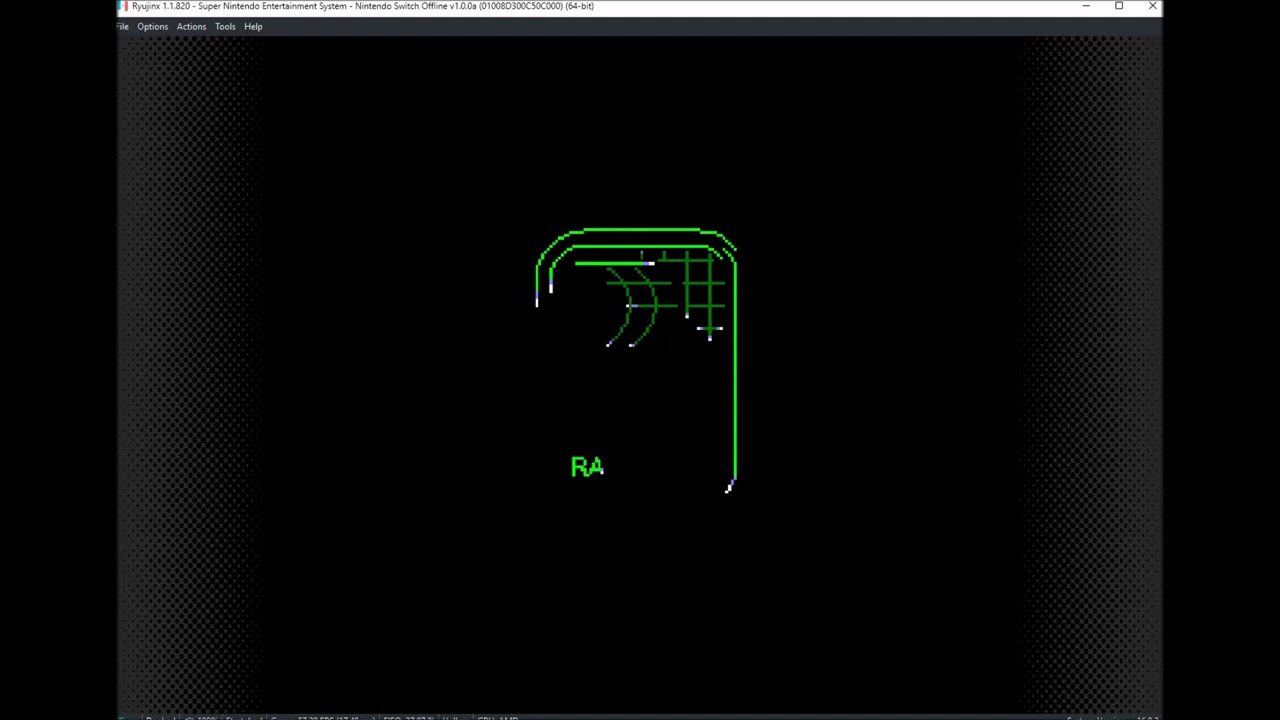 Ryujinx 1.1.820 - Super Nintendo Entertainment System - Nintendo Switch Offline v1.0.0a (01008D300C50C000) (64-bit)
File Options Actions Tools Help
RA